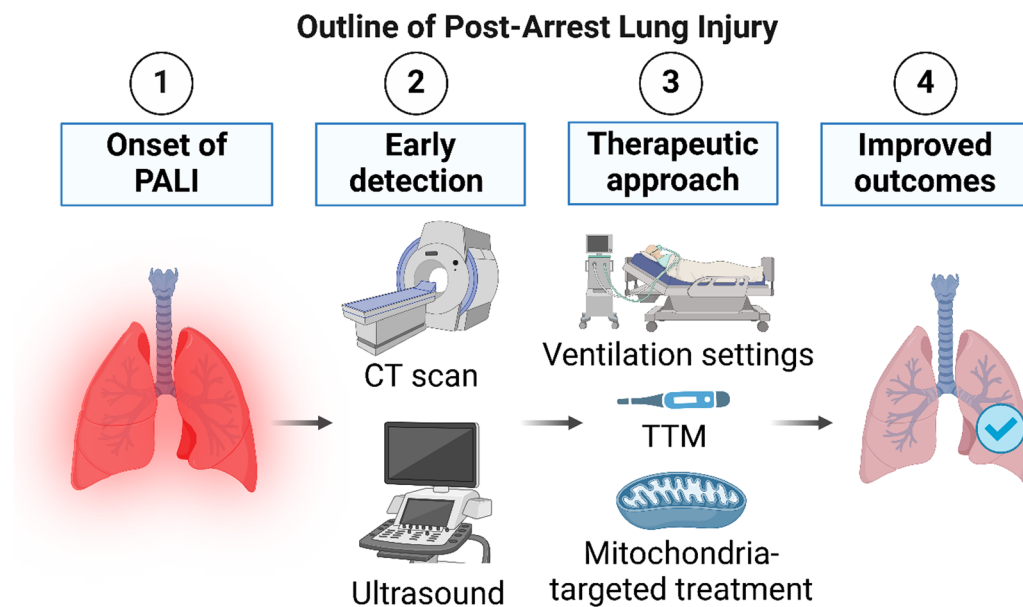 Outline of Post-Arrest Lung Injury
1
2
3
4
Onset of
PALI
Early
detection
Therapeutic
approach
Improved
outcomes
CT scan
Ultrasound
Ventilation settings
TTM
Mitochondria-
targeted treatment